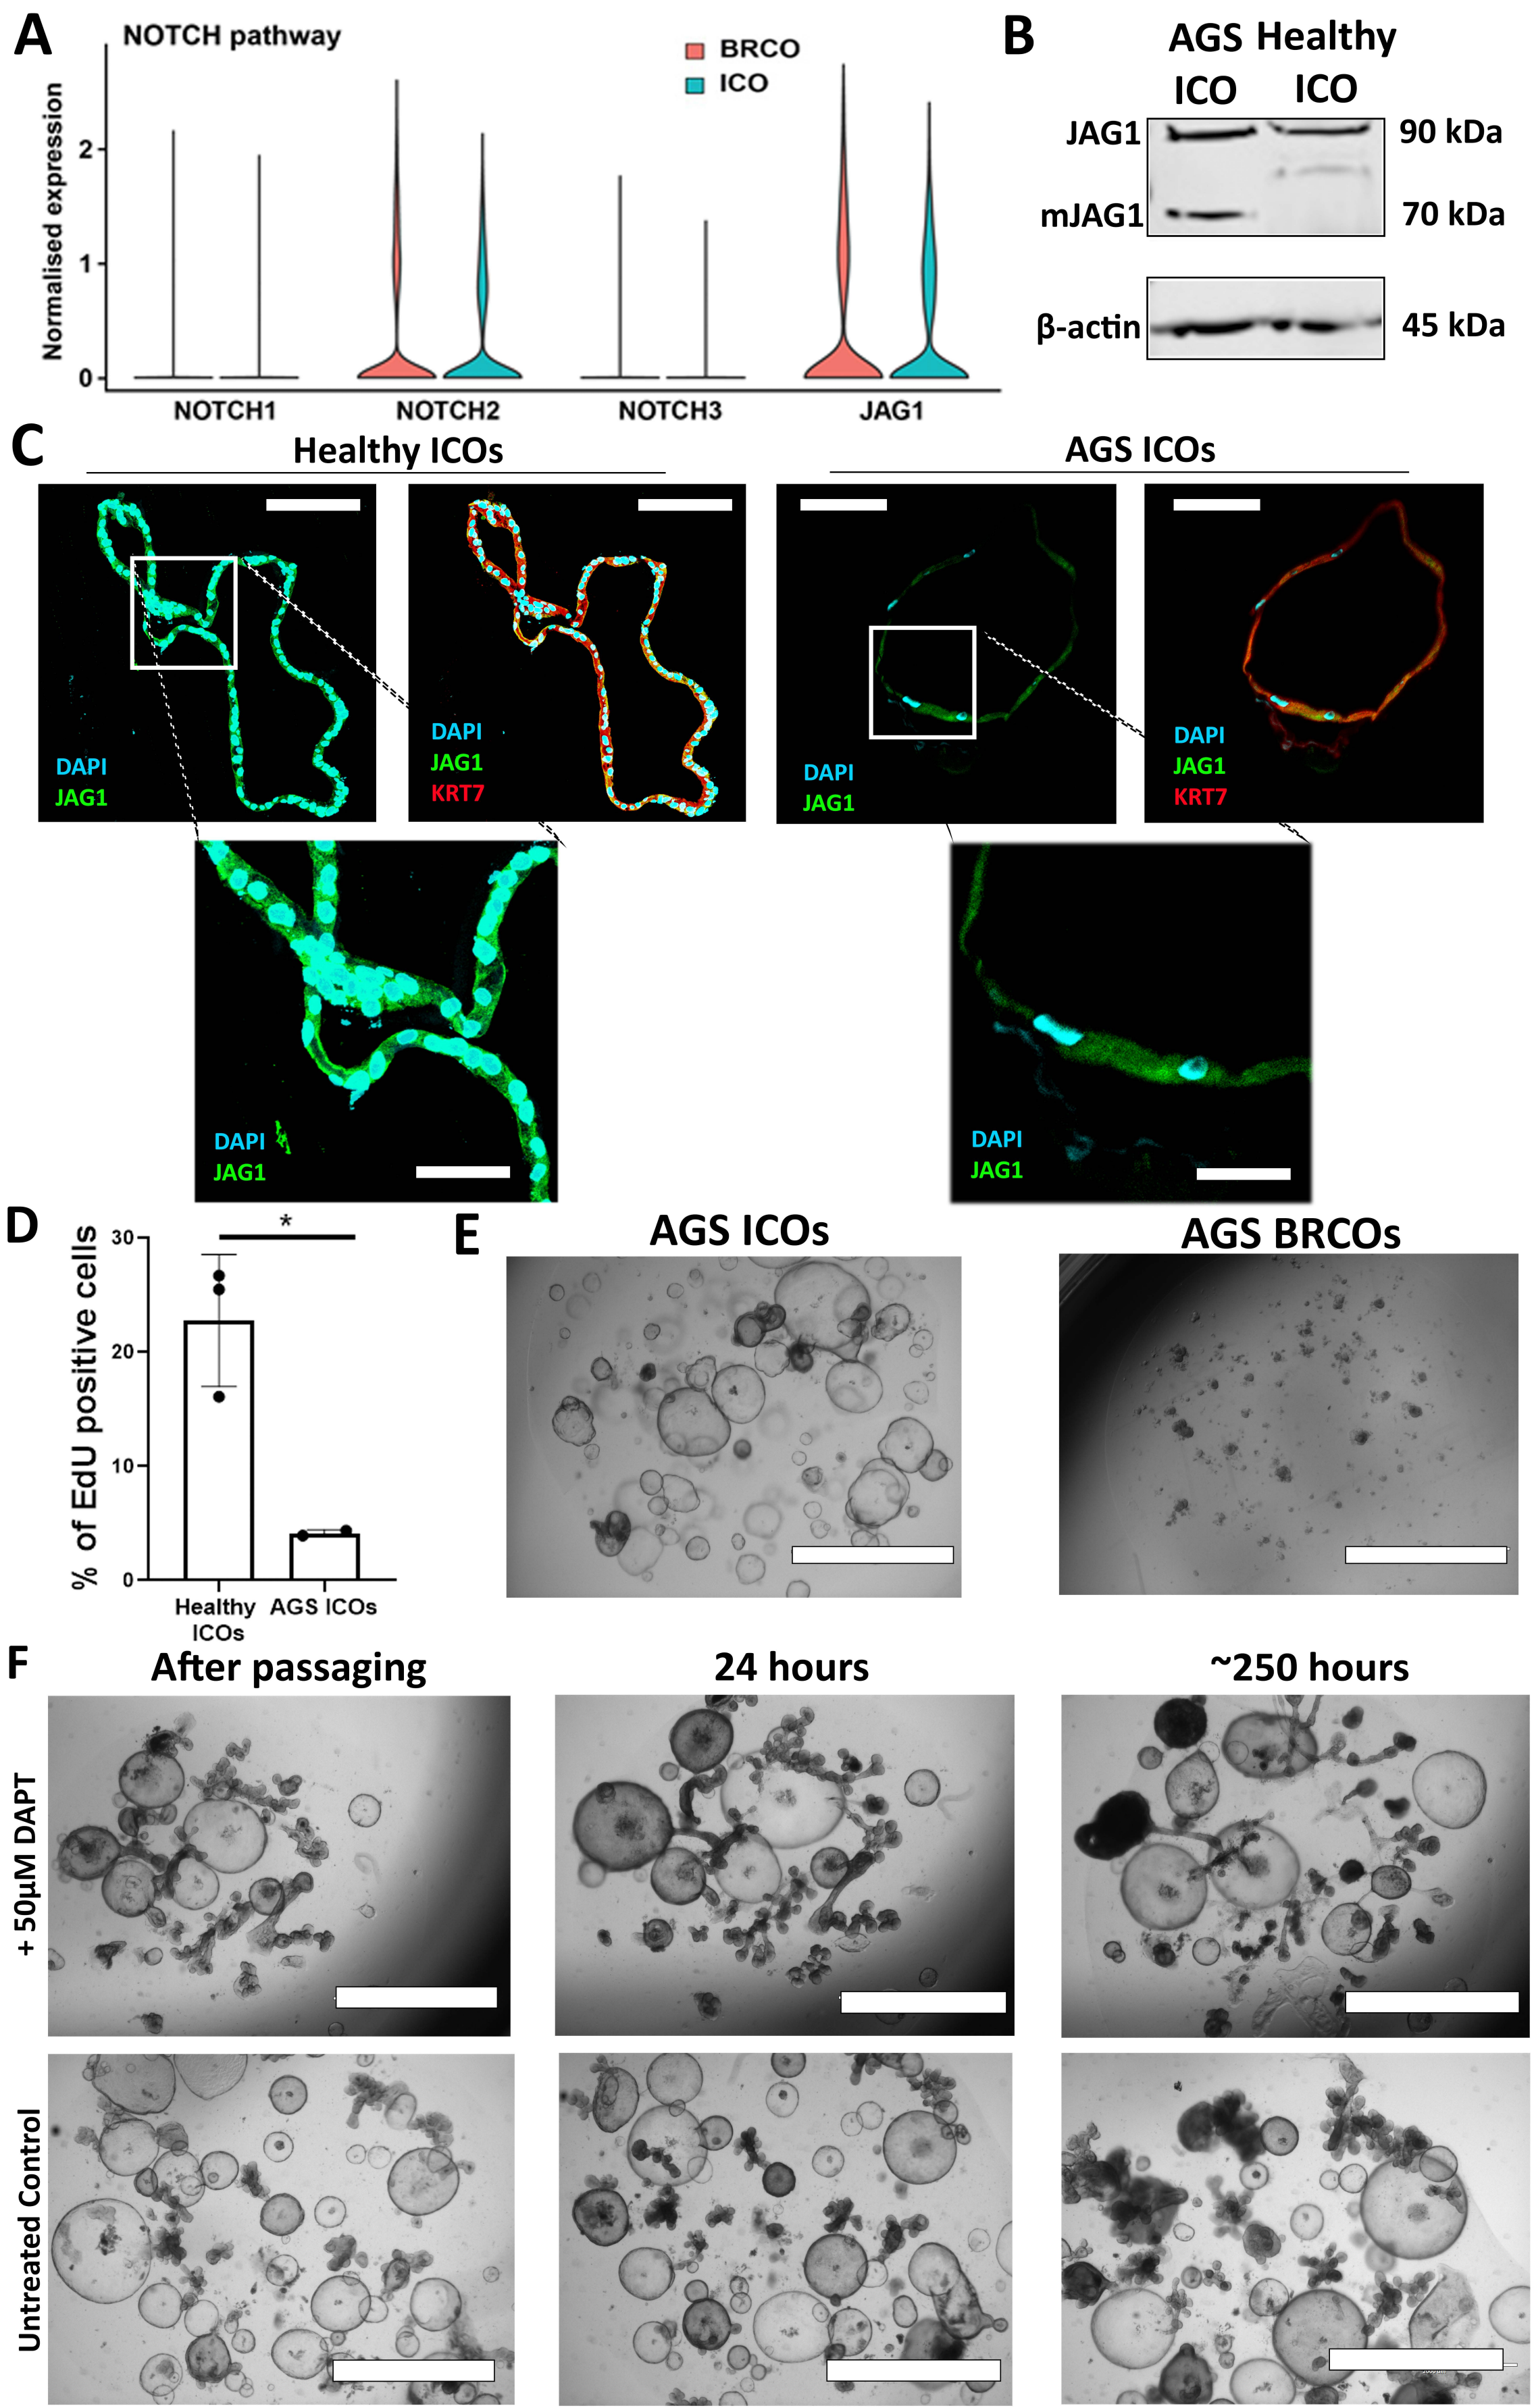 A
NOTCH pathway
BRCO
ICO
Normalised expression
2
1
0
NOTCH1
NOTCH2
NOTCH3
JAG1
B
AGS Healthy
ICO ICO
JAG1
90 kDa
mJAG1
70 kDa
β-actin
45 kDa
C
Healthy ICOs
AGS ICOs
DAPI
JAG1
DAPI
JAG1
KRT7
DAPI
JAG1
DAPI
JAG1
KRT7
DAPI
JAG1
DAPI
JAG1
D
% of EdU positive cells
30
20
10
0
*
Healthy
ICOs
AGS ICOs
E
AGS ICOs
AGS BRCOs
F
After passaging
24 hours
~250 hours
+ 50µM DAPT
Untreated Control